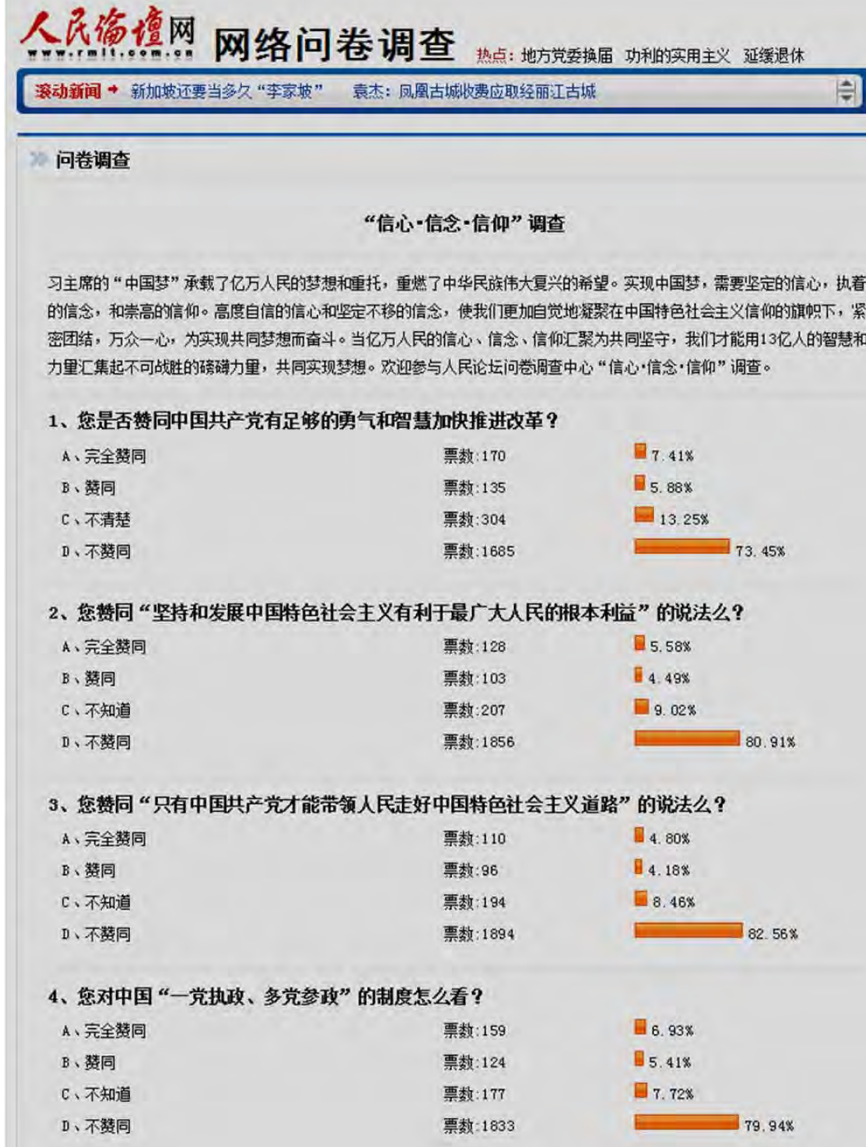 人民论坛网
www.rmlt.com.cn
网络问卷调查
热点：地方党委换届 功利的实用主义 延缓退休
滚动新闻 新加坡还要当多久“李家坡” 袁杰：凤凰古城收费应取经丽江古城
问卷调查
“信心·信念·信仰”调查
习主席的“中国梦”承载了亿万人民的梦想和重托，重燃了中华民族伟大复兴的希望。实现中国梦，需要坚定的信心，执着
的信念，和崇高的信仰。高度自信的信心和坚定不移的信念，使我们更加自觉地凝聚在中国特色社会主义信仰的旗帜下，紧
密团结，万众一心，为实现共同梦想而奋斗。当亿万人民的信心、信念、信仰汇聚为共同坚守，我们才能用13亿人的智慧和
力量汇集起不可战胜的磅礴力量，共同实现梦想。欢迎参与人民论坛问卷调查中心“信心·信念·信仰”调查。
1、您是否赞同中国共产党有足够的勇气和智慧加快推进改革？
A、完全赞同 票数:170 7.41%
B、赞同 票数:135 5.88%
C、不清楚 票数:304 13.25%
D、不赞同 票数:1685 73.45%
2、您赞同“坚持和发展中国特色社会主义有利于最广大人民的根本利益”的说法么？
A、完全赞同 票数:128 5.58%
B、赞同 票数:103 4.49%
C、不知道 票数:207 9.02%
D、不赞同 票数:1856 80.91%
3、您赞同“只有中国共产党才能带领人民走好中国特色社会主义道路”的说法么？
A、完全赞同 票数:110 4.80%
B、赞同 票数:96 4.18%
C、不知道 票数:194 8.46%
D、不赞同 票数:1894 82.56%
4、您对中国“一党执政、多党参政”的制度怎么看？
A、完全赞同 票数:159 6.93%
B、赞同 票数:124 5.41%
C、不知道 票数:177 7.72%
D、不赞同 票数:1833 79.94%